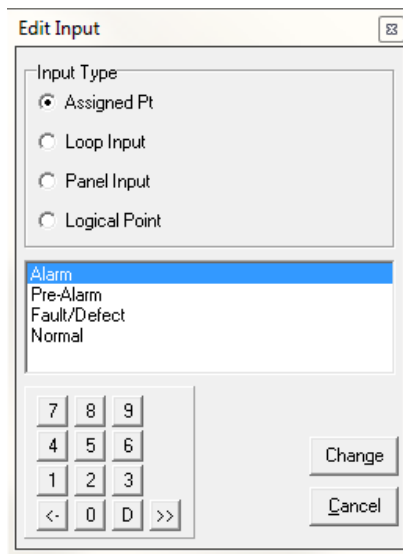 Edit Input
Input Type
Assigned Pt
Loop Input
Panel Input
Logical Point
Alarm
Pre-Alarm
Fault/Defect
Normal
7 8 9
4 5 6
1 2 3
<- 0 D >>
Change
Cancel